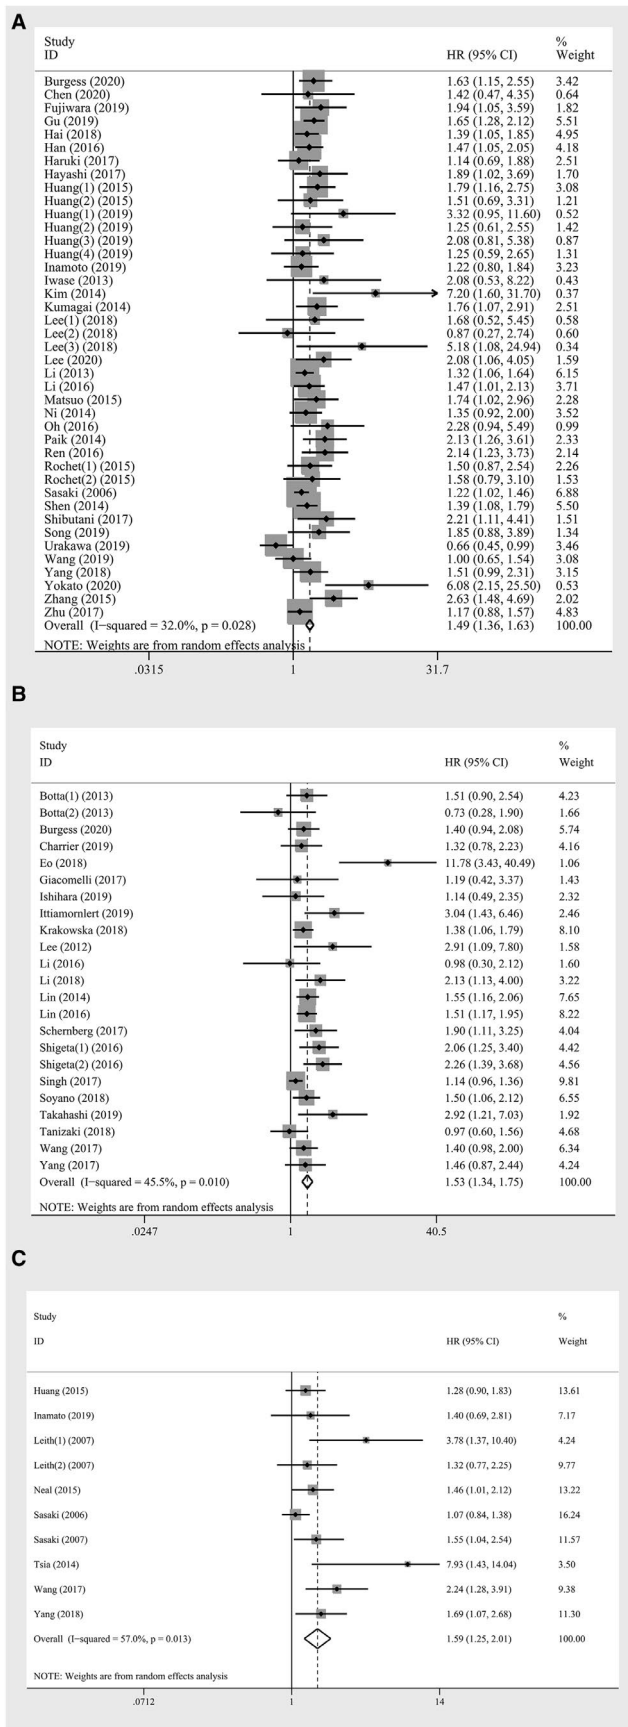 A
Study %
ID HR (95% CI) Weight
Burgess (2020) 1.63 (1.15, 2.55) 3.42
Chen (2020) 1.42 (0.47, 4.35) 0.64
Fujiwara (2019) 1.94 (1.05, 3.59) 1.82
Gu (2019) 1.65 (1.28, 2.12) 5.51
Hai (2018) 1.39 (1.05, 1.85) 4.95
Han (2016) 1.47 (1.05, 2.05) 4.18
Haruki (2017) 1.14 (0.69, 1.88) 2.51
Hayashi (2017) 1.89 (1.02, 3.69) 1.70
Huang(1) (2015) 1.79 (1.16, 2.75) 3.08
Huang(2) (2015) 1.51 (0.69, 3.31) 1.21
Huang(1) (2019) 3.32 (0.95, 11.60) 0.52
Huang(2) (2019) 1.25 (0.61, 2.55) 1.42
Huang(3) (2019) 2.08 (0.81, 5.38) 0.87
Huang(4) (2019) 1.25 (0.59, 2.65) 1.31
Inamoto (2019) 1.22 (0.80, 1.84) 3.23
Iwase (2013) 2.08 (0.53, 8.22) 0.43
Kim (2014) 7.20 (1.60, 31.70) 0.37
Kumagai (2014) 1.76 (1.07, 2.91) 2.51
Lee(1) (2018) 1.68 (0.52, 5.45) 0.58
Lee(2) (2018) 0.87 (0.27, 2.74) 0.60
Lee(3) (2018) 5.18 (1.08, 24.94) 0.34
Lee (2020) 2.08 (1.06, 4.05) 1.59
Li (2013) 1.32 (1.06, 1.64) 6.15
Li (2016) 1.47 (1.01, 2.13) 3.71
Matsuo (2015) 1.74 (1.02, 2.96) 2.28
Ni (2014) 1.35 (0.92, 2.00) 3.52
Oh (2016) 2.28 (0.94, 5.49) 0.99
Paik (2014) 2.13 (1.26, 3.61) 2.33
Ren (2016) 2.14 (1.23, 3.73) 2.14
Rochet(1) (2015) 1.50 (0.87, 2.54) 2.26
Rochet(2) (2015) 1.58 (0.79, 3.10) 1.53
Sasaki (2006) 1.22 (1.02, 1.46) 6.88
Shen (2014) 1.39 (1.08, 1.79) 5.50
Shibutani (2017) 2.21 (1.11, 4.41) 1.51
Song (2019) 1.85 (0.88, 3.89) 1.34
Urakawa (2019) 0.66 (0.45, 0.99) 3.46
Wang (2019) 1.00 (0.65, 1.54) 3.08
Yang (2018) 1.51 (0.99, 2.31) 3.15
Yokato (2020) 6.08 (2.15, 25.50) 0.53
Zhang (2015) 2.63 (1.48, 4.69) 2.02
Zhu (2017) 1.17 (0.88, 1.57) 4.83
Overall (I−squared = 32.0%, p = 0.028) 1.49 (1.36, 1.63) 100.00
NOTE: Weights are from random effects analysis
.0315 1 31.7
B
Study %
ID HR (95% CI) Weight
Botta(1) (2013) 1.51 (0.90, 2.54) 4.23
Botta(2) (2013) 0.73 (0.28, 1.90) 1.66
Burgess (2020) 1.40 (0.94, 2.08) 5.74
Charrier (2019) 1.32 (0.78, 2.23) 4.16
Eo (2018) 11.78 (3.43, 40.49) 1.06
Giacomelli (2017) 1.19 (0.42, 3.37) 1.43
Ishihara (2019) 1.14 (0.49, 2.35) 2.32
Ittiamornlert (2019) 3.04 (1.43, 6.46) 2.46
Krakowska (2018) 1.38 (1.06, 1.79) 8.10
Lee (2012) 2.91 (1.09, 7.80) 1.58
Li (2016) 0.98 (0.30, 2.12) 1.60
Li (2018) 2.13 (1.13, 4.00) 3.22
Lin (2014) 1.55 (1.16, 2.06) 7.65
Lin (2016) 1.51 (1.17, 1.95) 8.22
Schernberg (2017) 1.90 (1.11, 3.25) 4.04
Shigeta(1) (2016) 2.06 (1.25, 3.40) 4.42
Shigeta(2) (2016) 2.26 (1.39, 3.68) 4.56
Singh (2017) 1.14 (0.96, 1.36) 9.81
Soyano (2018) 1.50 (1.06, 2.12) 6.55
Takahashi (2019) 2.92 (1.21, 7.03) 1.92
Tanizaki (2018) 0.97 (0.60, 1.56) 4.68
Wang (2017) 1.40 (0.98, 2.00) 6.34
Yang (2017) 1.46 (0.87, 2.44) 4.24
Overall (I−squared = 45.5%, p = 0.010) 1.53 (1.34, 1.75) 100.00
NOTE: Weights are from random effects analysis
.0247 1 40.5
C
Study %
ID HR (95% CI) Weight
Huang (2015) 1.28 (0.90, 1.83) 13.61
Inamato (2019) 1.40 (0.69, 2.81) 7.17
Leith(1) (2007) 3.78 (1.37, 10.40) 4.24
Leith(2) (2007) 1.32 (0.77, 2.25) 9.77
Neal (2015) 1.46 (1.01, 2.12) 13.22
Sasaki (2006) 1.07 (0.84, 1.38) 16.24
Sasaki (2007) 1.55 (1.04, 2.54) 11.57
Tsia (2014) 7.93 (1.43, 14.04) 3.50
Wang (2017) 2.24 (1.28, 3.91) 9.38
Yang (2018) 1.69 (1.07, 2.68) 11.30
Overall (I−squared = 57.0%, p = 0.013) 1.59 (1.25, 2.01) 100.00
NOTE: Weights are from random effects analysis
.0712 1 14